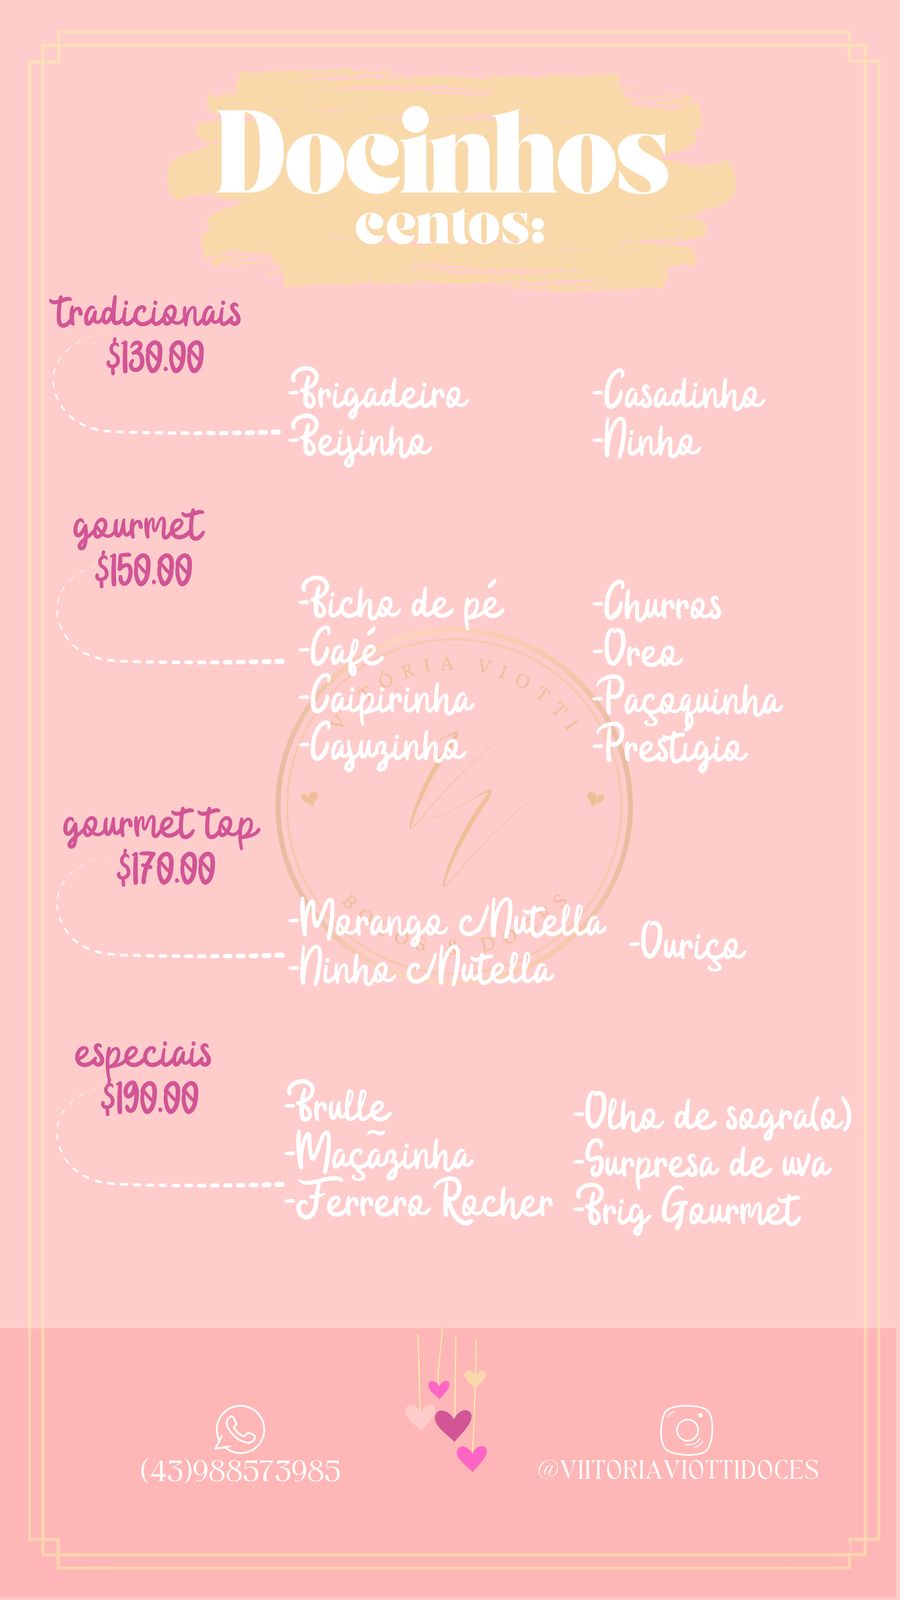 Docinhos
centos:
tradicionais
$130.00
-Brigadeiro
-Beijinho
-Casadinho
-Ninho
gourmet
$150.00
-Bicho de pé
-Café
-Caipirinha
-Cajuzinho
-Churros
-Oreo
-Paçoquinha
-Prestigio
VITÓRIA VIOTTI
BOLOS & DOCES
gourmet top
$170.00
-Morango c/Nutella
-Ninho c/Nutella
-Ouriço
especiais
$190.00
-Brulle
-Maçãzinha
-Ferrero Rocher
-Olho de sogra(o)
-Surpresa de uva
-Brig Gourmet
(43)988573985
@VIITORIAVIOTTIDOCES